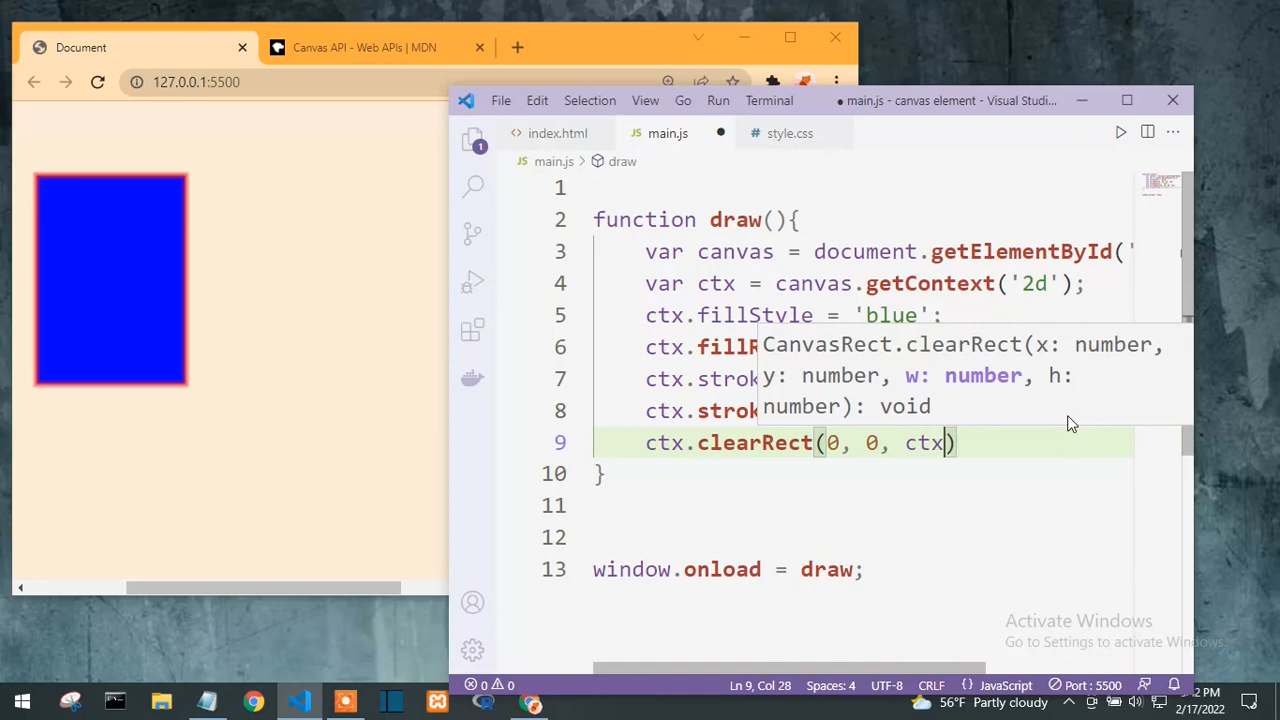 Document
Canvas API - Web APIs | MDN
127.0.0.1:5500
File Edit Selection View Go Run Terminal
● main.js - canvas element - Visual Studi...
1
<> index.html
JS main.js ●
# style.css
JS main.js > draw
1
2 function draw(){
3 var canvas = document.getElementById('
4 var ctx = canvas.getContext('2d');
5 ctx.fillStyle = 'blue';
6 ctx.fillR
7 ctx.strok
8 ctx.strok
CanvasRect.clearRect(x: number,
y: number, w: number, h:
number): void
9 ctx.clearRect(0, 0, ctx)
10 }
11
12
13 window.onload = draw;
Activate Windows
Go to Settings to activate Windows.
0 0
Ln 9, Col 28 Spaces: 4 UTF-8 CRLF {} JavaScript Port : 5500
56°F Partly cloudy
:42 PM
2/17/2022